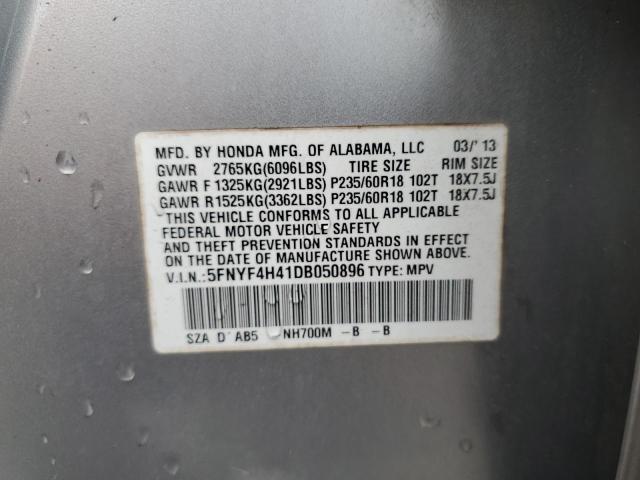 MFD. BY HONDA MFG. OF ALABAMA, LLC 03/'13
GVWR 2765KG(6096LBS) TIRE SIZE RIM SIZE
GAWR F 1325KG(2921LBS) P235/60R18 102T 18X7.5J
GAWR R1525KG(3362LBS) P235/60R18 102T 18X7.5J
THIS VEHICLE CONFORMS TO ALL APPLICABLE
FEDERAL MOTOR VEHICLE SAFETY
AND THEFT PREVENTION STANDARDS IN EFFECT
ON THE DATE OF MANUFACTURE SHOWN ABOVE.
V.I.N.: 5FNYF4H41DB050896 TYPE: MPV
SZA D' AB5 NH700M -B -B